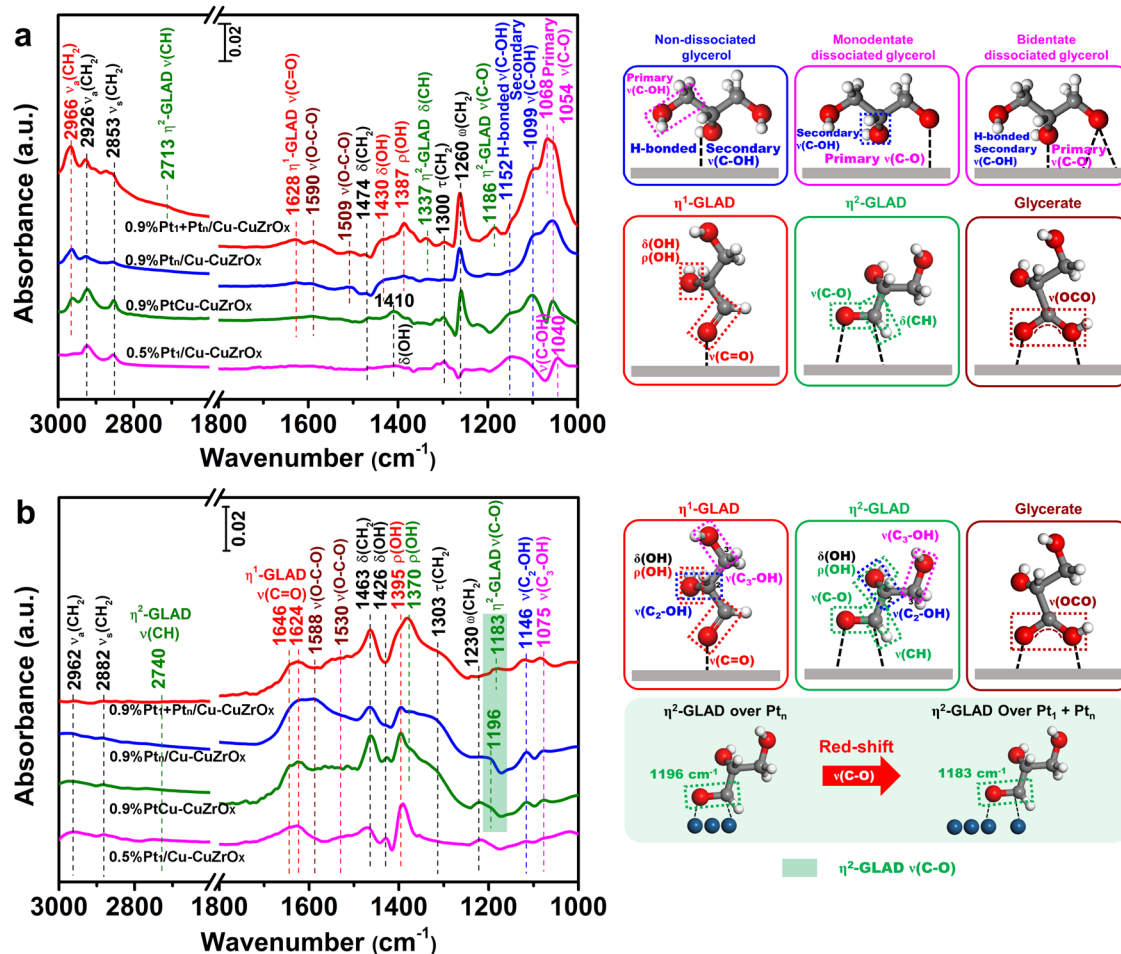 a
Absorbance (a.u.)
0.02
2966 νₐ(CH₂)
2926 νₐ(CH₂)
2853 νₛ(CH₂)
2713 η²-GLAD ν(CH)
1628 η¹-GLAD ν(C=O)
1590 ν(O-C-O)
1509 ν(O-C-O)
1474 δ(CH₂)
1430 δ(OH)
1387 ρ(OH)
1337 η²-GLAD δ(CH)
1300 τ(CH₂)
1260 ω(CH₂)
1186 η²-GLAD ν(C-O)
1152 H-bonded ν(C-OH)
Secondary
1099 ν(C-OH)
1068 Primary
1054 ν(C-O)
0.9%Pt₁+Ptₙ/Cu-CuZrOₓ
0.9%Ptₙ/Cu-CuZrOₓ
0.9%PtCu-CuZrOₓ
0.5%Pt₁/Cu-CuZrOₓ
1410
δ(OH)
ν(C-OH)
1040
3000 2800 1800 1600 1400 1200 1000
Wavenumber (cm⁻¹)
Non-dissociated
glycerol
Primary
ν(C-OH)
H-bonded
Secondary
ν(C-OH)
Monodentate
dissociated glycerol
Secondary
ν(C-OH)
Primary ν(C-O)
Bidentate
dissociated glycerol
H-bonded
Secondary
ν(C-OH)
Primary
ν(C-O)
η¹-GLAD
δ(OH)
ρ(OH)
ν(C=O)
η²-GLAD
ν(C-O)
δ(CH)
Glycerate
ν(OCO)
b
Absorbance (a.u.)
0.02
2962 νₐ(CH₂)
2882 νₛ(CH₂)
η²-GLAD
ν(CH)
2740
η¹-GLAD
ν(C=O)
1646
1624
1588 ν(O-C-O)
1530 ν(O-C-O)
1463 δ(CH₂)
1426 δ(OH)
1395 ρ(OH)
1370 ρ(OH)
1303 τ(CH₂)
1230 ω(CH₂)
1183 η²-GLAD ν(C-O)
1196
1146 ν(C₂-OH)
1075 ν(C₃-OH)
0.9%Pt₁+Ptₙ/Cu-CuZrOₓ
0.9%Ptₙ/Cu-CuZrOₓ
0.9%PtCu-CuZrOₓ
0.5%Pt₁/Cu-CuZrOₓ
3000 2800 1800 1600 1400 1200 1000
Wavenumber (cm⁻¹)
η¹-GLAD
δ(OH)
ρ(OH)
3
2
ν(C₃-OH)
ν(C₂-OH)
ν(C=O)
η²-GLAD
ν(C₃-OH)
δ(OH)
ρ(OH)
ν(C-O)
ν(C₂-OH)
ν(CH)
Glycerate
ν(OCO)
η²-GLAD over Ptₙ
1196 cm⁻¹
Red-shift
ν(C-O)
η²-GLAD Over Pt₁ + Ptₙ
1183 cm⁻¹
η²-GLAD ν(C-O)